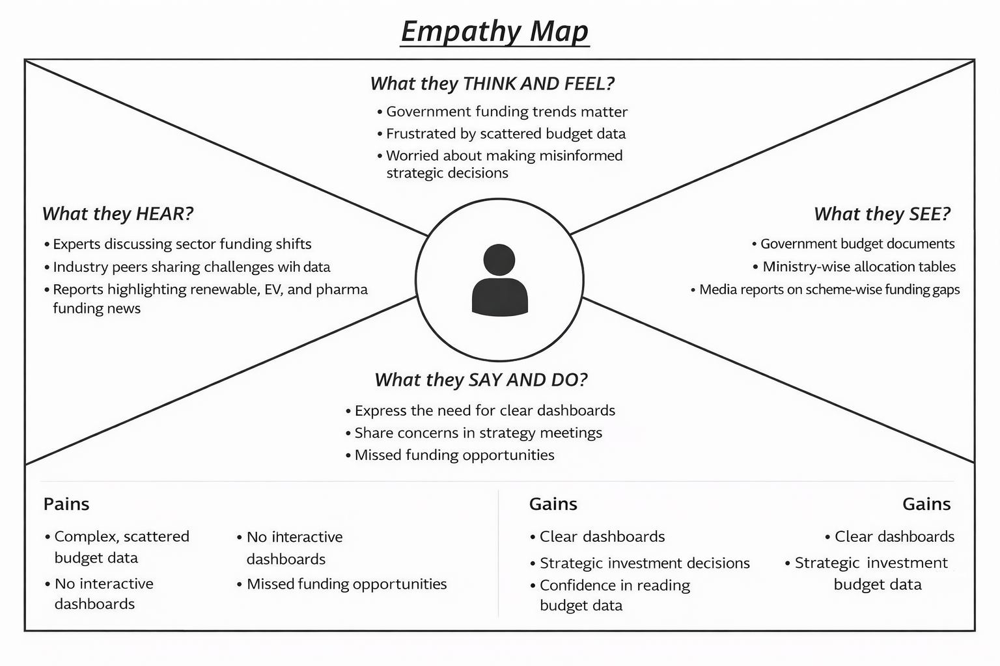 Empathy Map
What they THINK AND FEEL?
• Government funding trends matter
• Frustrated by scattered budget data
• Worried about making misinformed
strategic decisions
What they HEAR?
• Experts discussing sector funding shifts
• Industry peers sharing challenges wih data
• Reports highlighting renewable, EV, and pharma
funding news
What they SEE?
• Government budget documents
• Ministry-wise allocation tables
• Media reports on scheme-wise funding gaps
What they SAY AND DO?
• Express the need for clear dashboards
• Share concerns in strategy meetings
• Missed funding opportunities
Pains
• Complex, scattered
budget data
• No interactive
dashboards
• No ihteractive
dashboards
• Missed funding opportunities
Gains
• Clear dashboards
• Strategic investment decisions
• Confidence in reading
budget data
Gains
• Clear dashboards
• Strategic investment
budget data